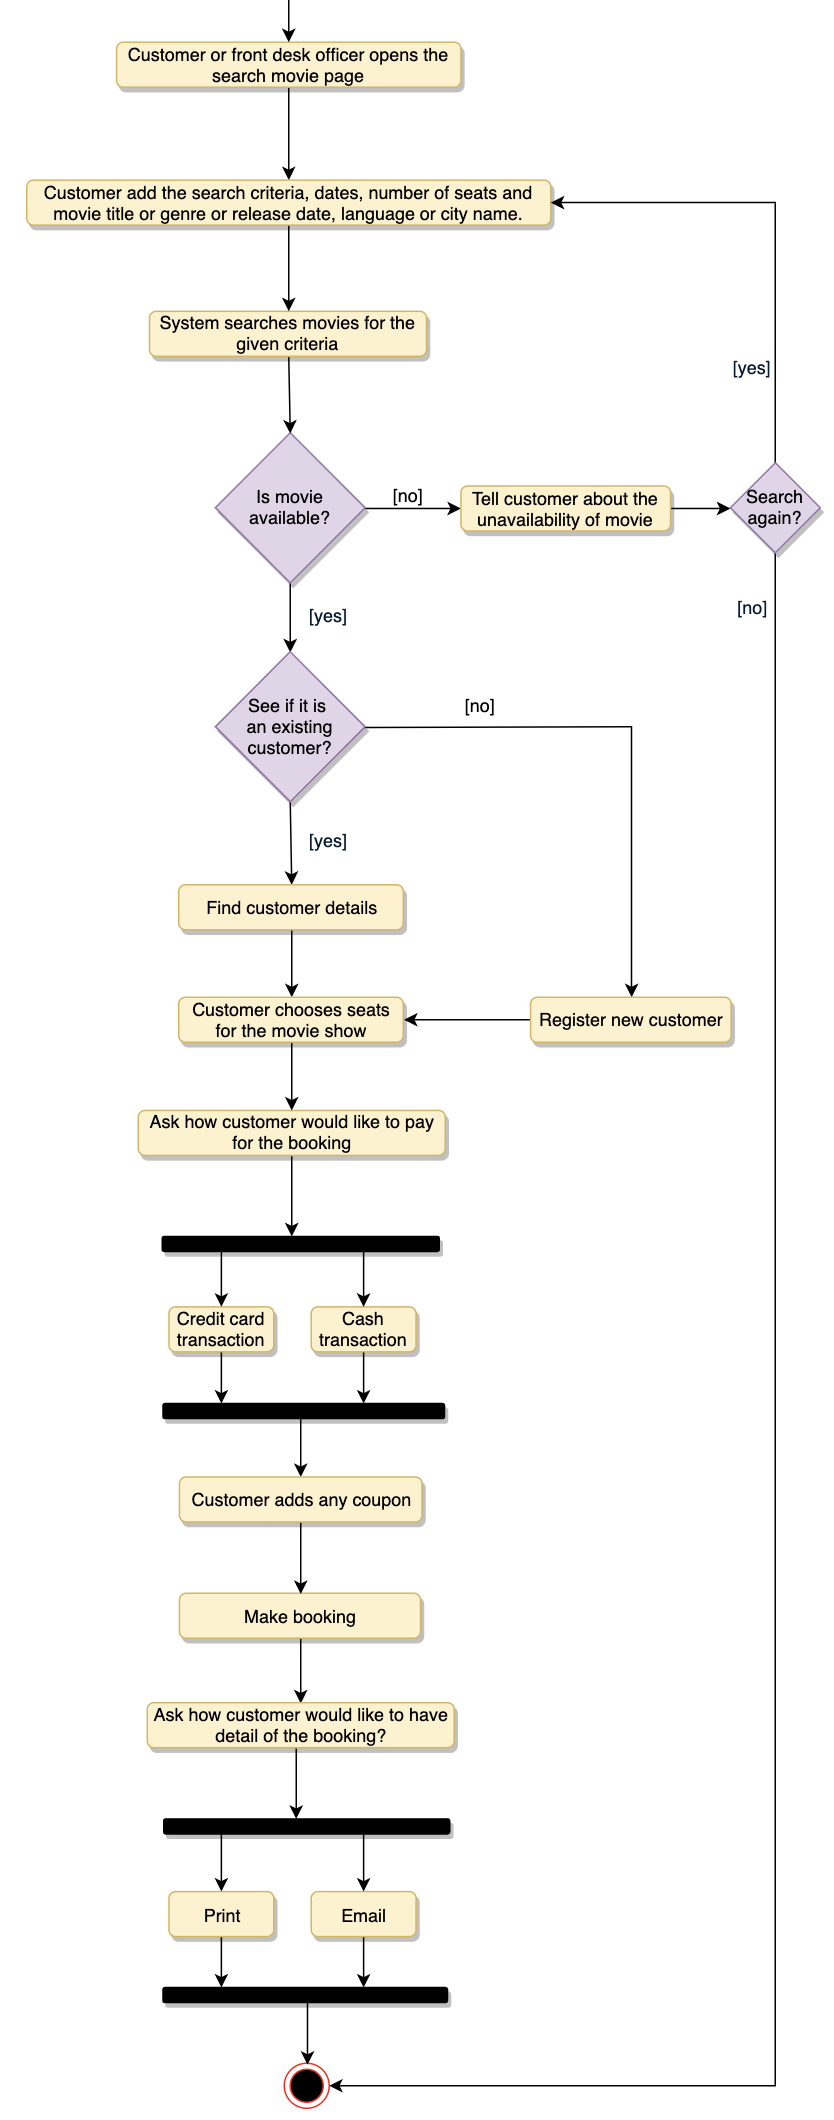 Customer or front desk officer opens the
search movie page
Customer add the search criteria, dates, number of seats and
movie title or genre or release date, language or city name.
System searches movies for the
given criteria
[yes]
Is movie
available?
[no]
Tell customer about the
unavailability of movie
Search
again?
[yes]
[no]
See if it is
an existing
customer?
[no]
[yes]
Find customer details
Customer chooses seats
for the movie show
Register new customer
Ask how customer would like to pay
for the booking
Credit card
transaction
Cash
transaction
Customer adds any coupon
Make booking
Ask how customer would like to have
detail of the booking?
Print
Email